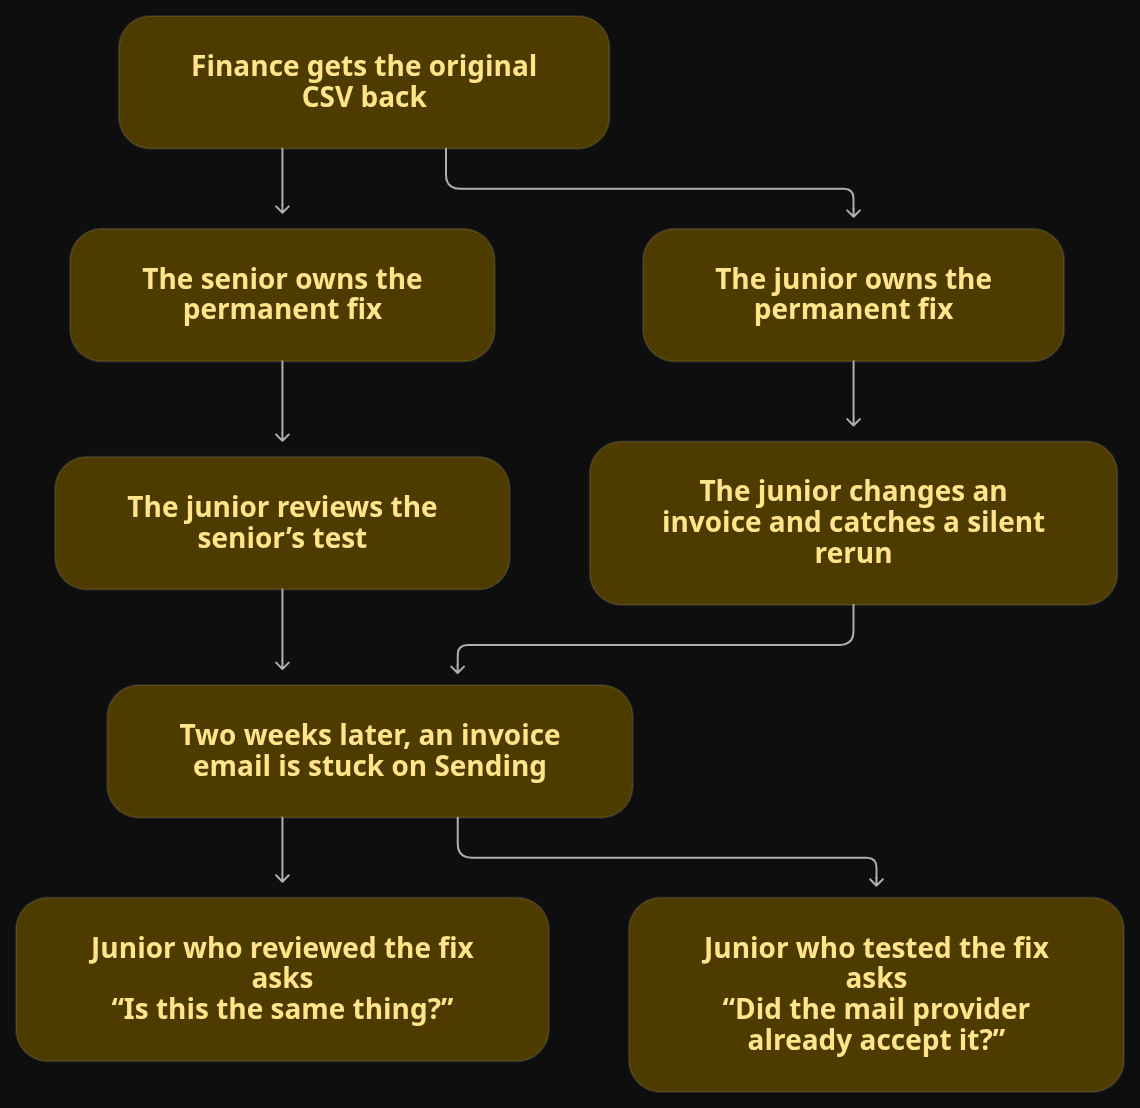 Finance gets the original
CSV back
The senior owns the
permanent fix
The junior owns the
permanent fix
The junior reviews the
senior’s test
The junior changes an
invoice and catches a silent
rerun
Two weeks later, an invoice
email is stuck on Sending
Junior who reviewed the fix
asks
“Is this the same thing?”
Junior who tested the fix
asks
“Did the mail provider
already accept it?”